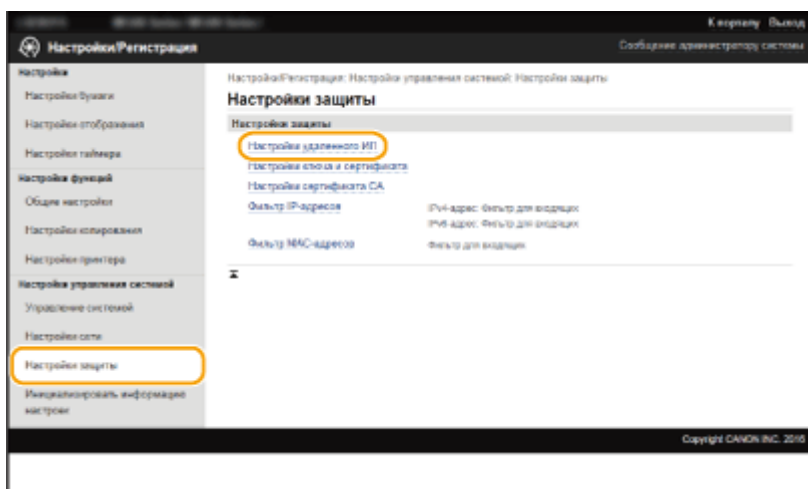 К порталу Выход
Настройки/Регистрация
Сообщение администратору системы
Настройки
Настройки бумаги
Настройки отображения
Настройки таймера
Настройки функций
Общие настройки
Настройки копирования
Настройки принтера
Настройки управления системой
Управление системой
Настройки сети
Настройки защиты
Инициализировать информацию
настроек
Настройки/Регистрация: Настройки управления системой: Настройки защиты
Настройки защиты
Настройки защиты
Настройки удаленного ИП
Настройки ключа и сертификата
Настройки сертификата CA
Фильтр IP-адресов
IPv4-адрес: Фильтр для входящих
IPv6-адрес: Фильтр для входящих
Фильтр MAC-адресов
Фильтр для входящих
Copyright CANON INC. 2016